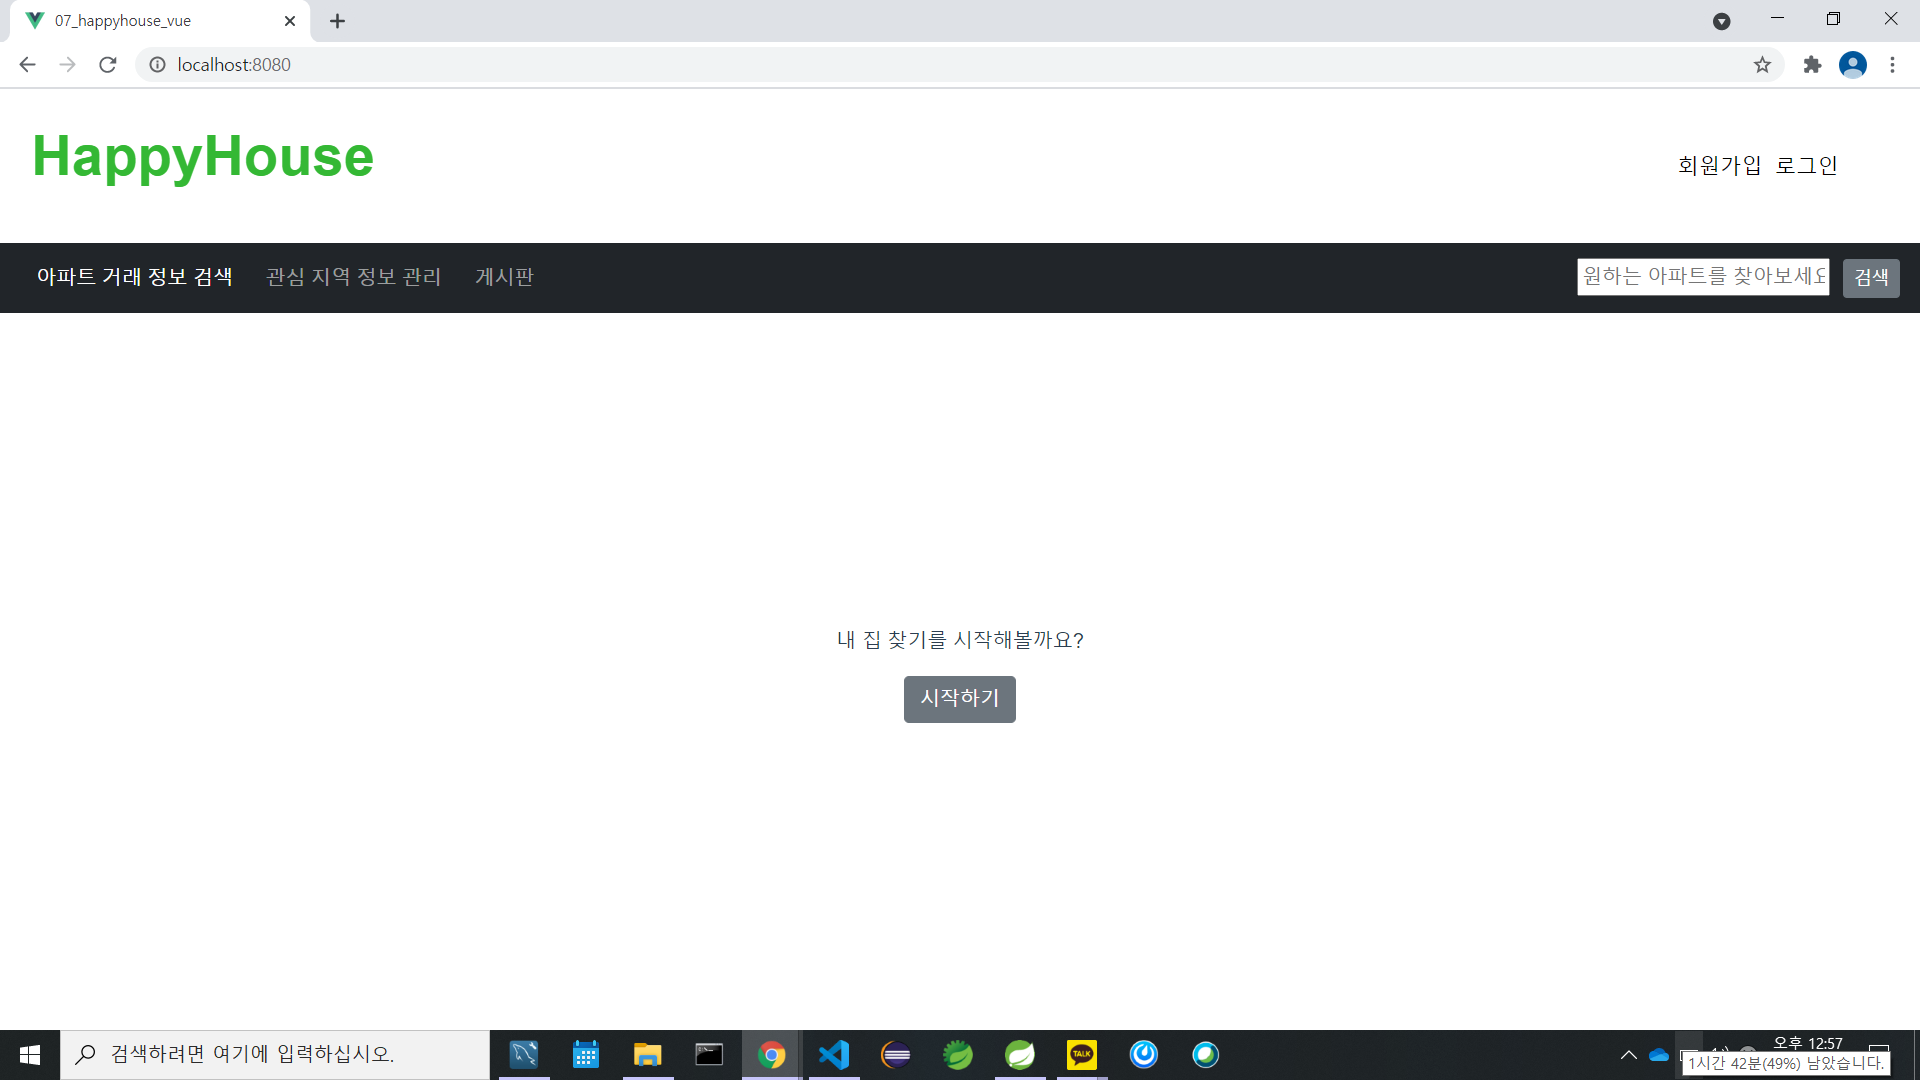 07_happyhouse_vue
localhost:8080
HappyHouse
회원가입 로그인
아파트 거래 정보 검색 관심 지역 정보 관리 게시판 원하는 아파트를 찾아보세요 검색
내 집 찾기를 시작해볼까요?
시작하기
검색하려면 여기에 입력하십시오.
TALK
오후 12:57
1시간 42분(49%) 남았습니다.